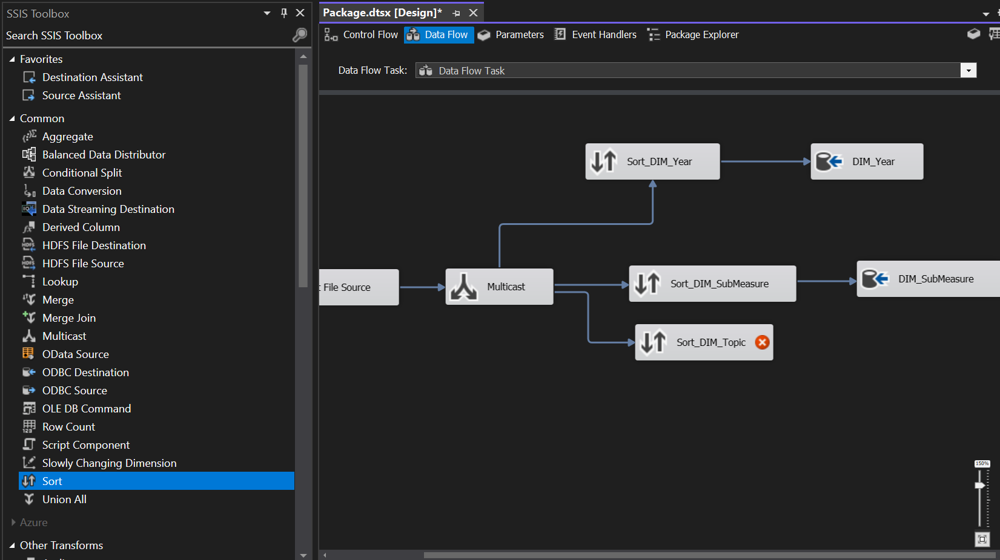 SSIS Toolbox
Search SSIS Toolbox
Favorites
Destination Assistant
Source Assistant
Common
Aggregate
Balanced Data Distributor
Conditional Split
Data Conversion
Data Streaming Destination
Derived Column
HDFS File Destination
HDFS File Source
Lookup
Merge
Merge Join
Multicast
OData Source
ODBC Destination
ODBC Source
OLE DB Command
Row Count
Script Component
Slowly Changing Dimension
Sort
Union All
Azure
Other Transforms
Package.dtsx [Design]*
Control Flow
Data Flow
Parameters
Event Handlers
Package Explorer
Data Flow Task:
Data Flow Task
Sort_DIM_Year
DIM_Year
File Source
Multicast
Sort_DIM_SubMeasure
DIM_SubMeasure
Sort_DIM_Topic
150%